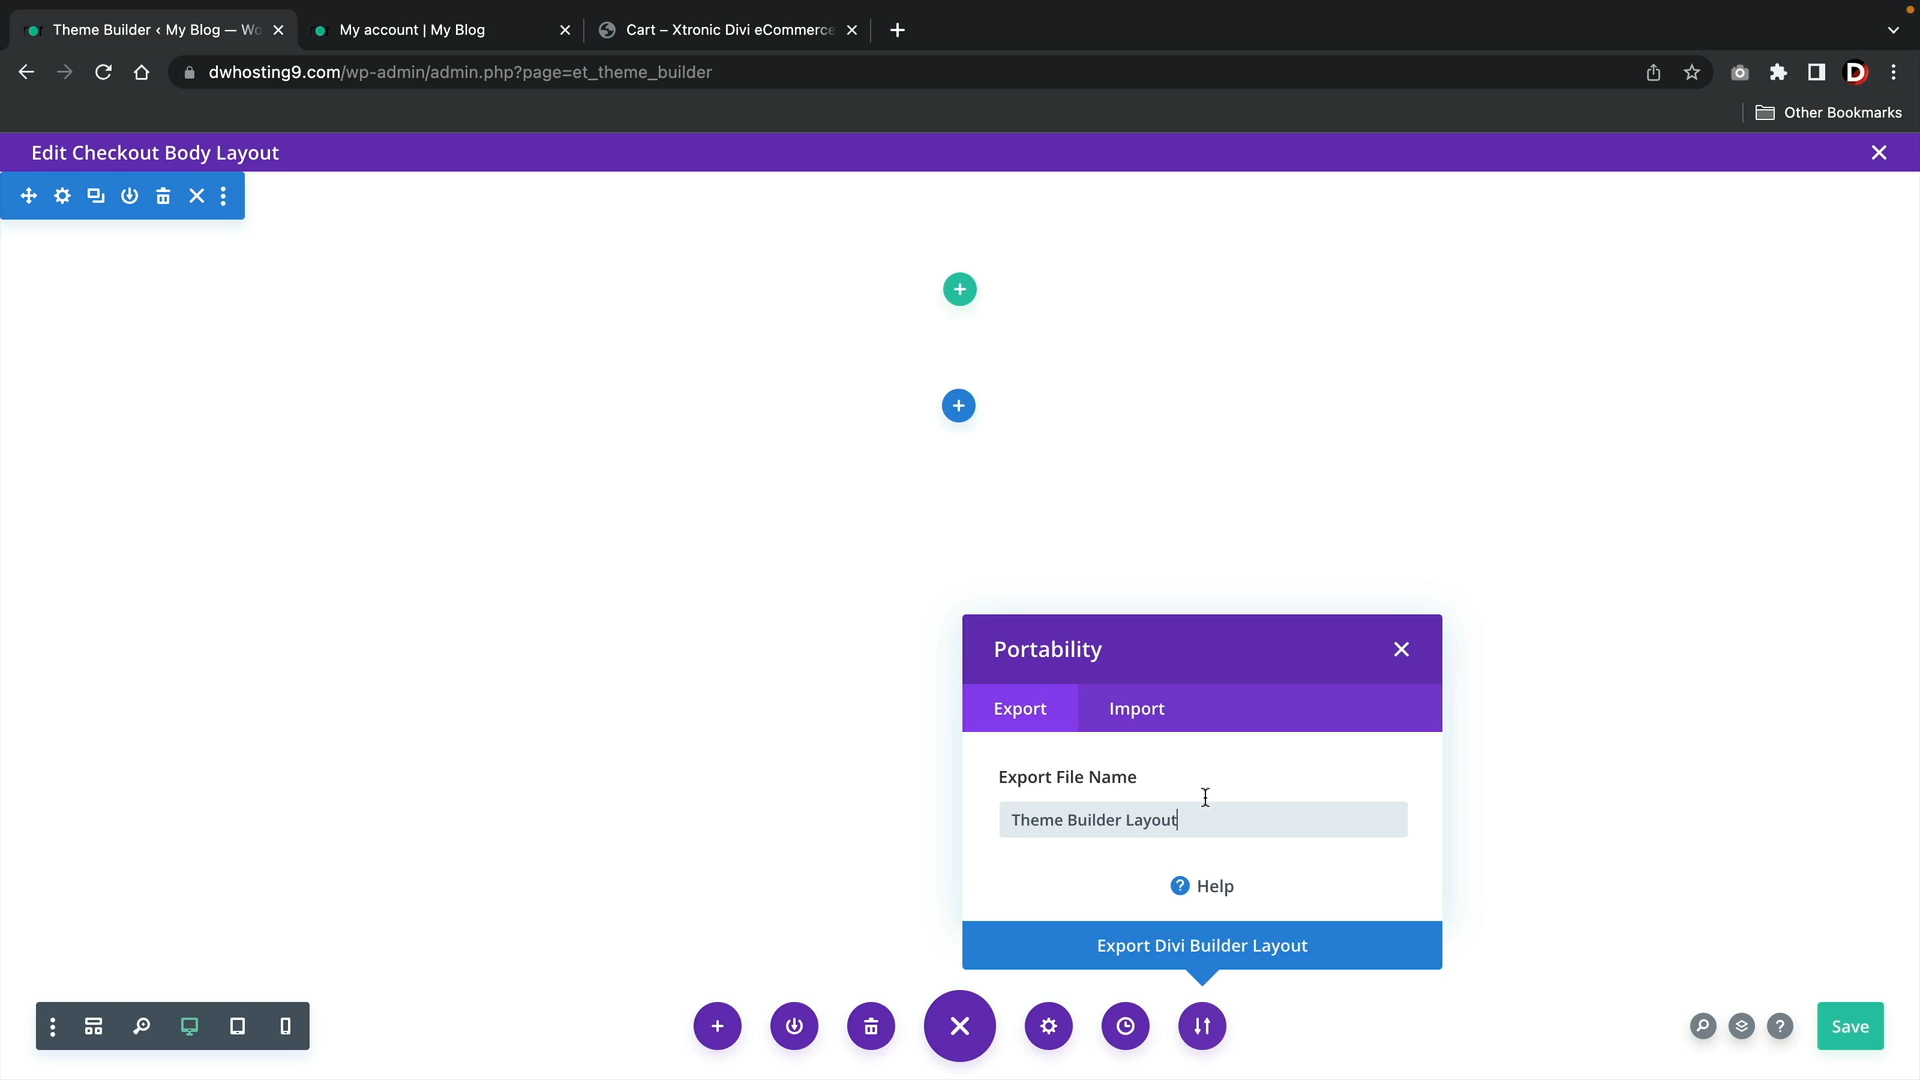 Theme Builder ‹ My Blog — Wo
My account | My Blog
Cart – Xtronic Divi eCommerce
dwhosting9.com/wp-admin/admin.php?page=et_theme_builder
D
Other Bookmarks
Edit Checkout Body Layout
Portability
Export
Import
Export File Name
Theme Builder Layout
? Help
Export Divi Builder Layout
?
Save